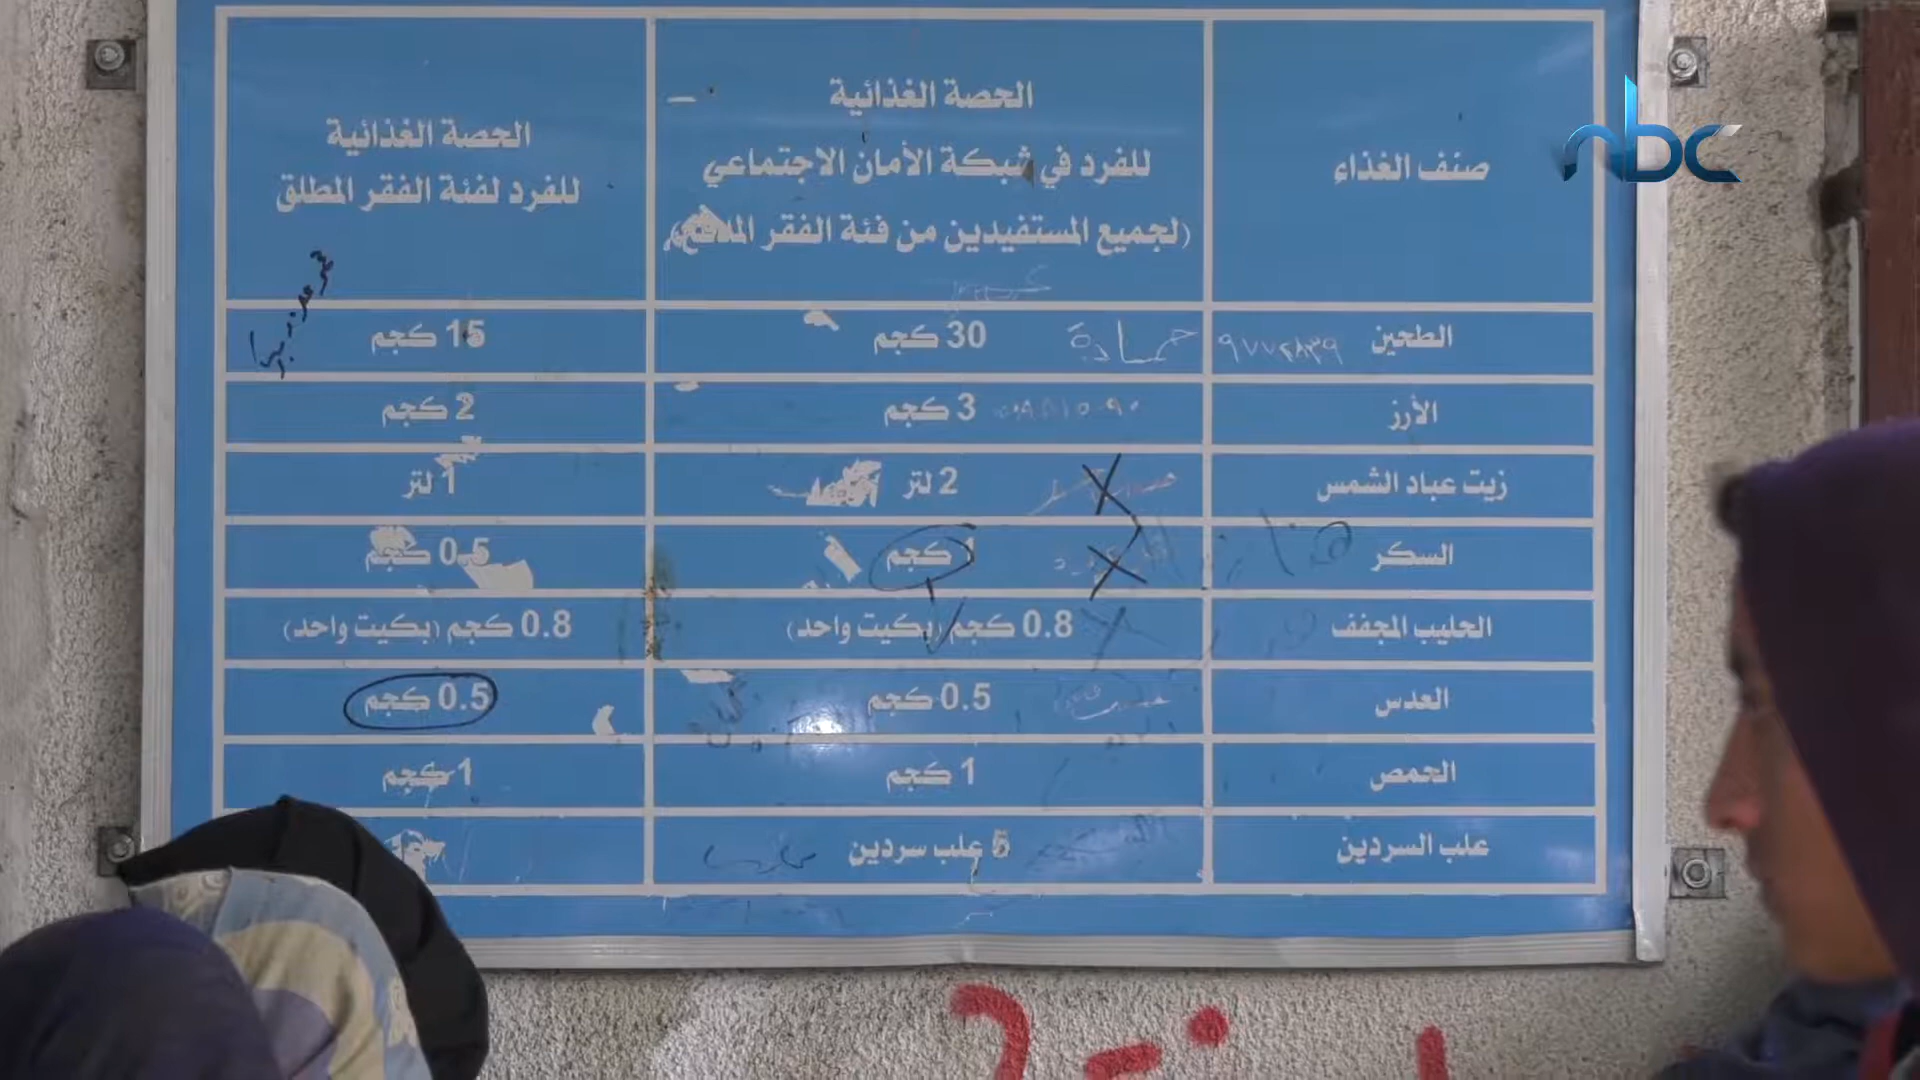 nbc
صنف الغذاء
الحصة الغذائية
للفرد في شبكة الأمان الاجتماعي
(لجميع المستفيدين من فئة الفقر المدقع)
الحصة الغذائية
للفرد لفئة الفقر المطلق
الطحين ٩٧٧٢٨٣٩ حمادة 30 كجم 15 كجم
الأرز 3 كجم 2 كجم
زيت عباد الشمس 2 لتر 1 لتر
السكر 1 كجم 0.5 كجم
الحليب المجفف 0.8 كجم (بكيت واحد) 0.8 كجم (بكيت واحد)
العدس 0.5 كجم 0.5 كجم
الحمص 1 كجم 1 كجم
علب السردين 5 علب سردين